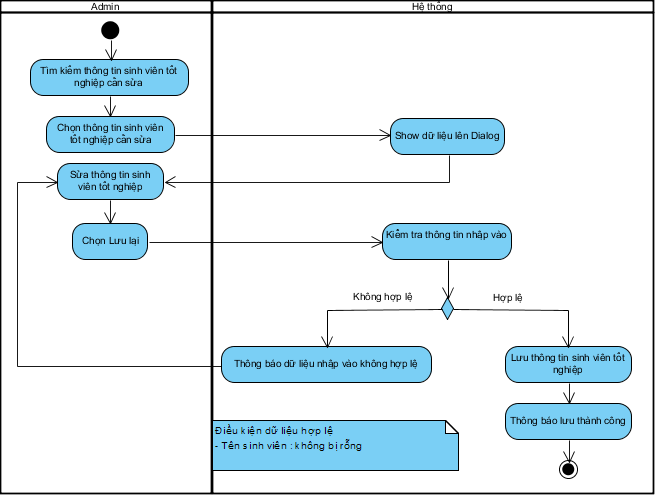 Admin
Hệ thống
Tìm kiếm thông tin sinh viên tốt
nghiệp cần sửa
Chọn thông tin sinh viên
tốt nghiệp cần sửa
Show dữ liệu lên Dialog
Sửa thông tin sinh
viên tốt nghiệp
Chọn Lưu lại
Kiểm tra thông tin nhập vào
Không hợp lệ
Hợp lệ
Thông báo dữ liệu nhập vào không hợp lệ
Lưu thông tin sinh viên tốt
nghiệp
Thông báo lưu thành công
Điều kiện dữ liệu hợp lệ
- Tên sinh viên : không bị rỗng